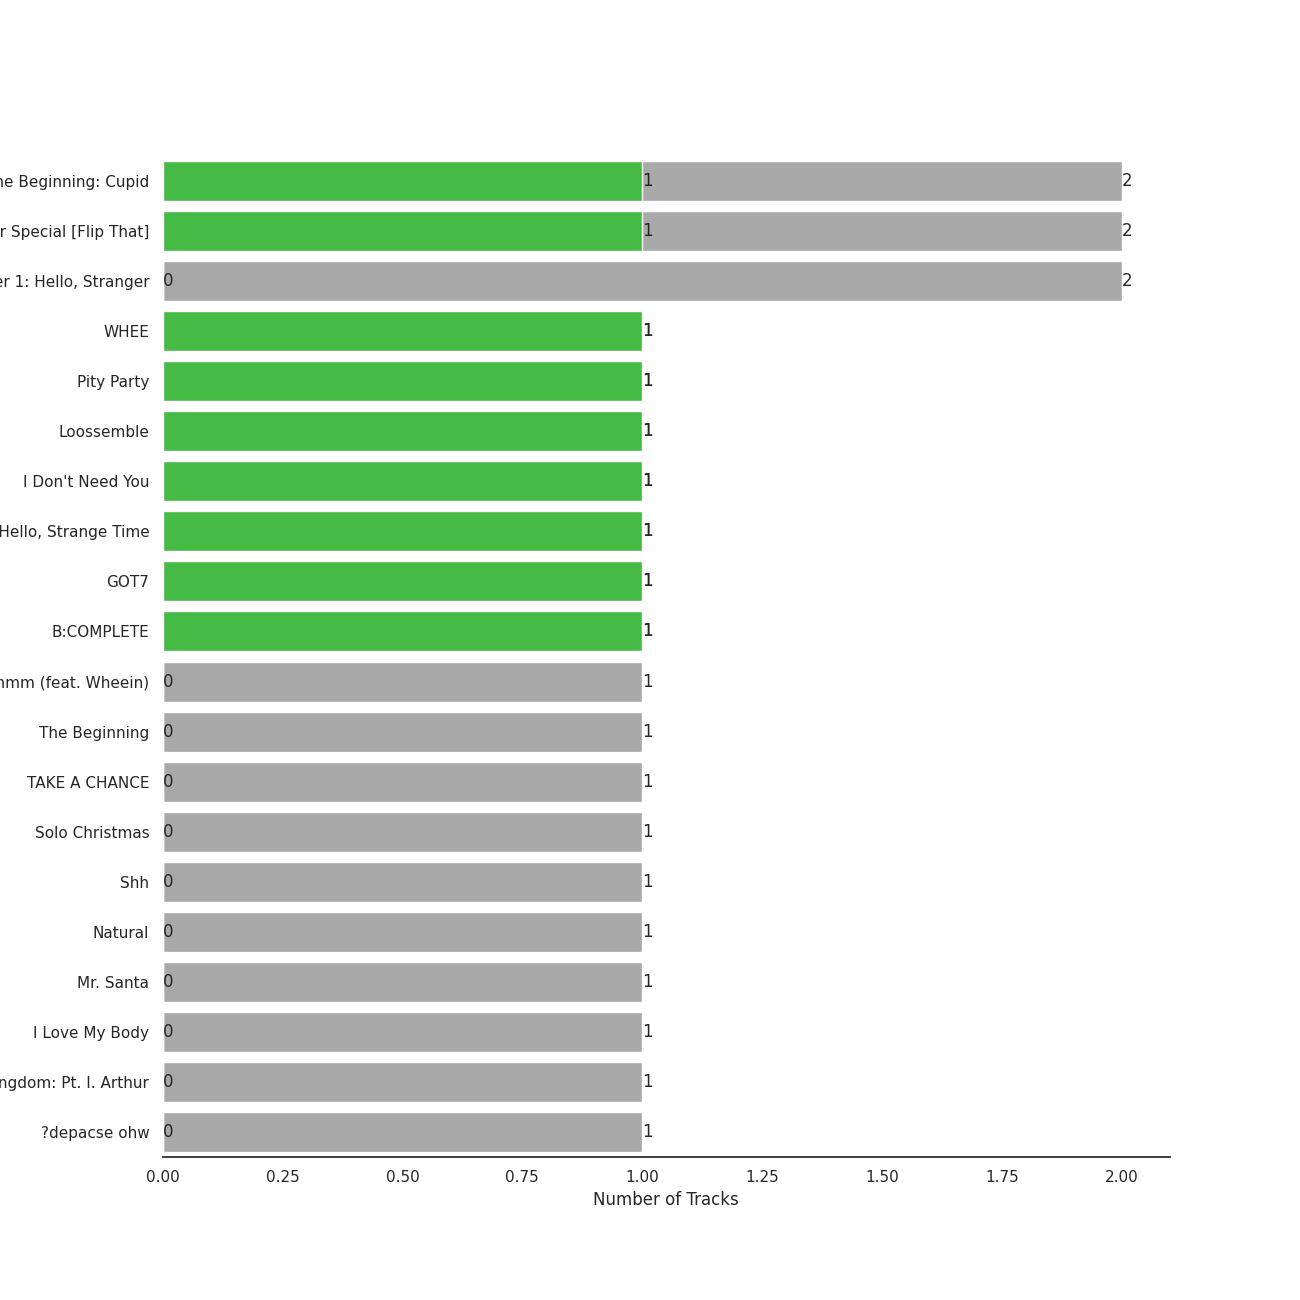 ne Beginning: Cupid 1 2
r Special [Flip That] 1 2
er 1: Hello, Stranger 0 2
WHEE 1
Pity Party 1
Loossemble 1
I Don't Need You 1
Hello, Strange Time 1
GOT7 1
B:COMPLETE 1
mm (feat. Wheein) 0 1
The Beginning 0 1
TAKE A CHANCE 0 1
Solo Christmas 0 1
Shh 0 1
Natural 0 1
Mr. Santa 0 1
I Love My Body 0 1
ngdom: Pt. I. Arthur 0 1
?depacse ohw 0 1
0.00 0.25 0.50 0.75 1.00 1.25 1.50 1.75 2.00
Number of Tracks